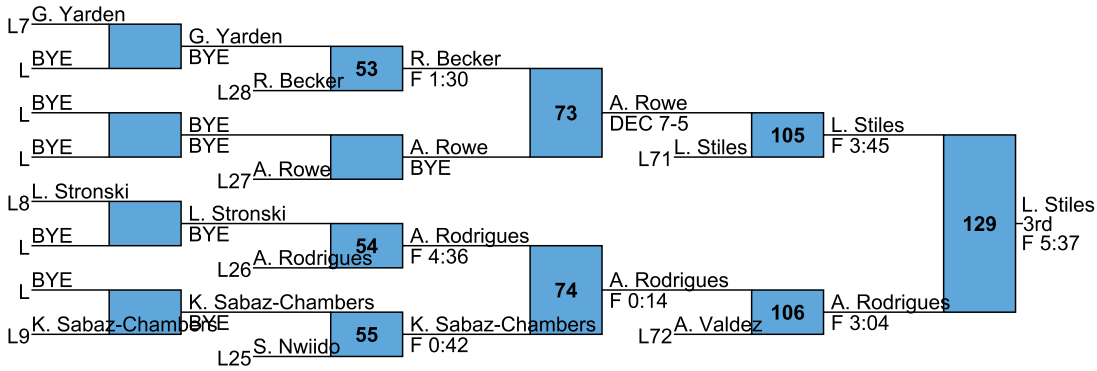 L7 G. Yarden
L BYE
G. Yarden
BYE
53
L28 R. Becker
R. Becker
F 1:30
L BYE
L BYE
BYE
BYE
L27 A. Rowe
A. Rowe
BYE
73
A. Rowe
DEC 7-5
L71 L. Stiles
105
L. Stiles
F 3:45
L8 L. Stronski
L BYE
L. Stronski
BYE
54
L26 A. Rodrigues
A. Rodrigues
F 4:36
L BYE
L9 K. Sabaz-Chambers
K. Sabaz-Chambers
BYE
55
L25 S. Nwiido
K. Sabaz-Chambers
F 0:42
74
A. Rodrigues
F 0:14
L72 A. Valdez
106
A. Rodrigues
F 3:04
129
L. Stiles
3rd
F 5:37